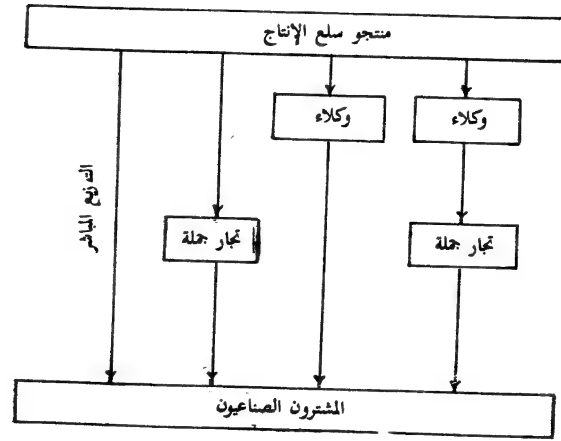 منتجو سلع الإنتاج
وكلاء
وكلاء
التوزيع المباشر
تجار جملة
تجار جملة
المشترون الصناعيون